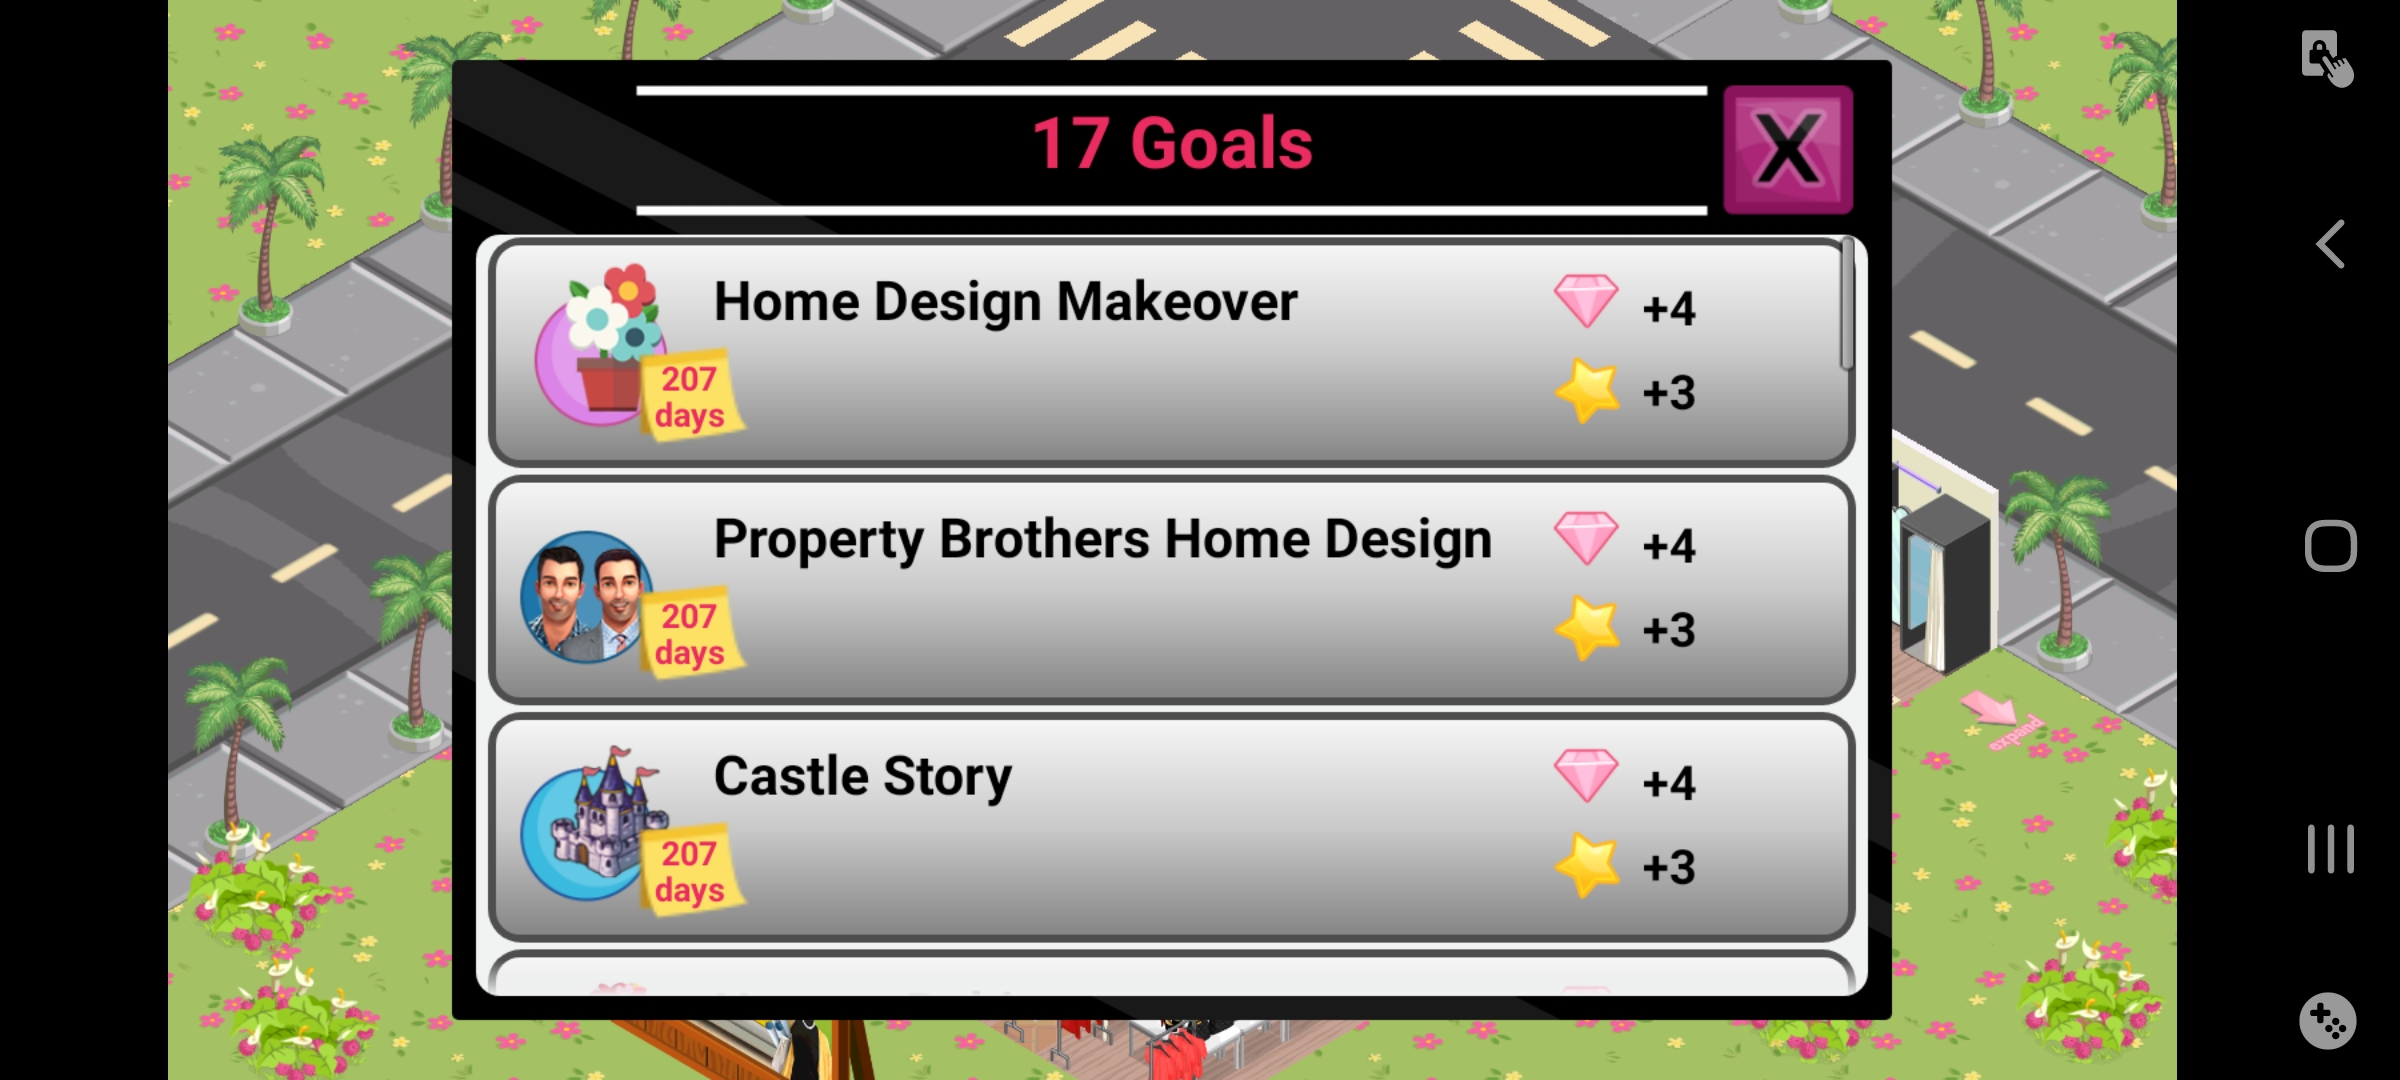 17 Goals
X
Home Design Makeover
+4
207
days
+3
Property Brothers Home Design
+4
207
days
+3
Castle Story
+4
207
days
+3
Expand